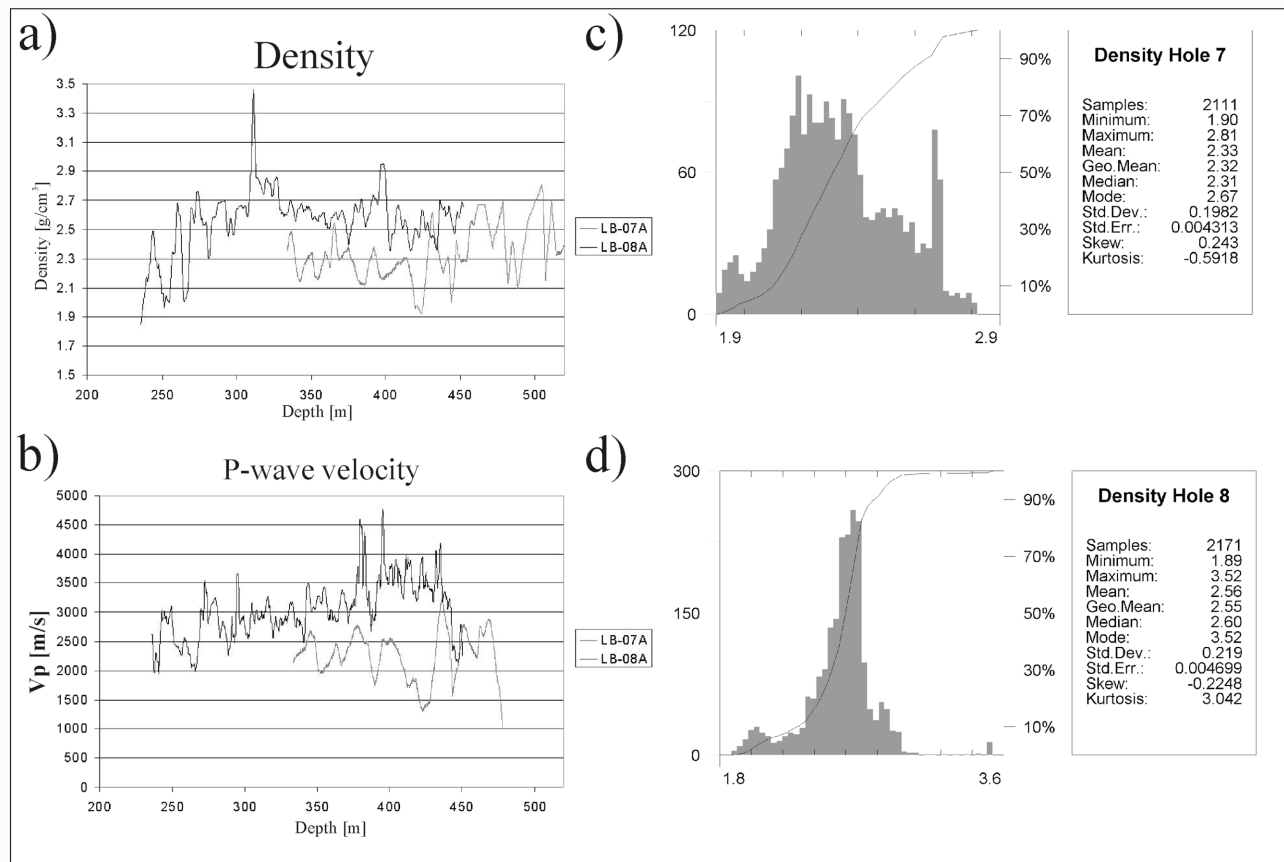 a)
Density
Density [g/cm³]
3.5
3.3
3.1
2.9
2.7
2.5
2.3
2.1
1.9
1.7
1.5
200 250 300 350 400 450 500
Depth [m]
LB-07A
LB-08A
b)
P-wave velocity
Vp [m/s]
5000
4500
4000
3500
3000
2500
2000
1500
1000
500
0
200 250 300 350 400 450 500
Depth [m]
LB-07A
LB-08A
c)
120
60
0
90%
70%
50%
30%
10%
1.9 2.9
Density Hole 7
Samples: 2111
Minimum: 1.90
Maximum: 2.81
Mean: 2.33
Geo.Mean: 2.32
Median: 2.31
Mode: 2.67
Std.Dev.: 0.1982
Std.Err.: 0.004313
Skew: 0.243
Kurtosis: -0.5918
d)
300
150
0
90%
70%
50%
30%
10%
1.8 3.6
Density Hole 8
Samples: 2171
Minimum: 1.89
Maximum: 3.52
Mean: 2.56
Geo.Mean: 2.55
Median: 2.60
Mode: 3.52
Std.Dev.: 0.219
Std.Err.: 0.004699
Skew: -0.2248
Kurtosis: 3.042